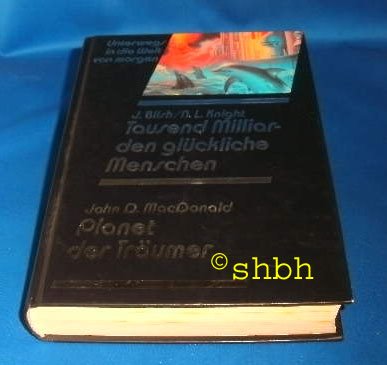 Unterwegs
in die Welt
von morgen
J. Blish/N. L. Knight
Tausend Milliar-
den glückliche
Menschen
John D. MacDonald
Planet
der Träumer
©shbh